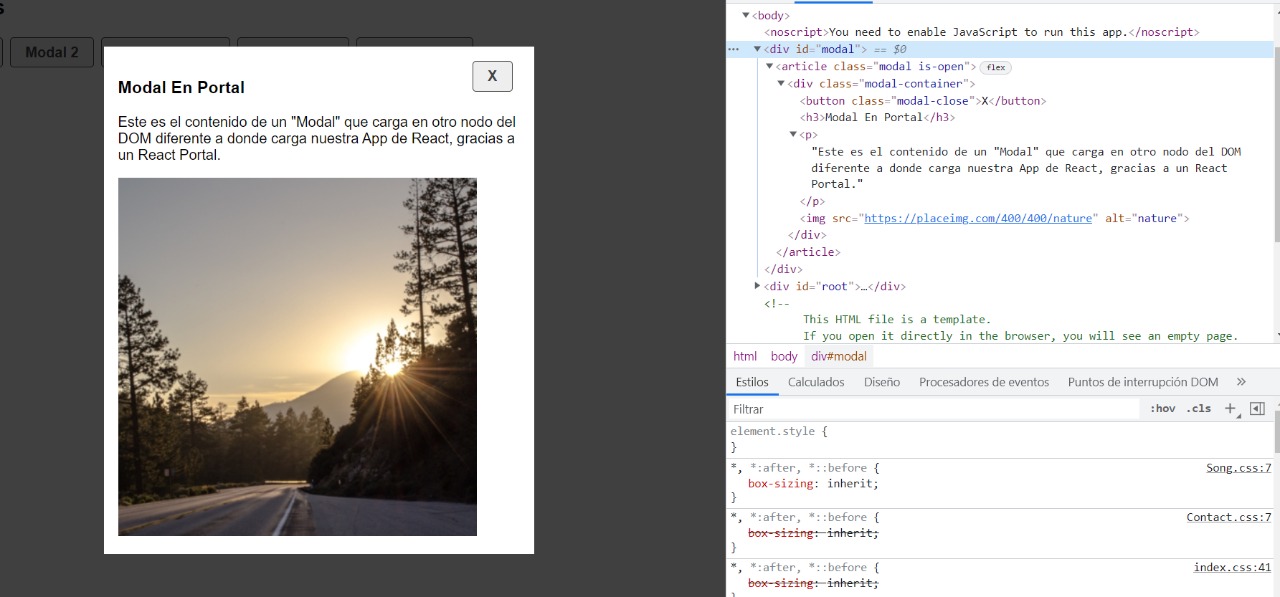 s
Modal 2
X
Modal En Portal
Este es el contenido de un "Modal" que carga en otro nodo del
DOM diferente a donde carga nuestra App de React, gracias a
un React Portal.
▼<body>
<noscript>You need to enable JavaScript to run this app.</noscript>
··· ▼<div id="modal"> == $0
▼<article class="modal is-open"> flex
▼<div class="modal-container">
<button class="modal-close">X</button>
<h3>Modal En Portal</h3>
▼<p>
"Este es el contenido de un "Modal" que carga en otro nodo del DOM
diferente a donde carga nuestra App de React, gracias a un React
Portal."
</p>
<img src="https://placeimg.com/400/400/nature" alt="nature">
</div>
</article>
</div>
▶<div id="root">…</div>
<!--
This HTML file is a template.
If you open it directly in the browser, you will see an empty page.
html body div#modal
Estilos Calculados Diseño Procesadores de eventos Puntos de interrupción DOM »
Filtrar :hov .cls +
element.style {
}
*, *:after, *::before { Song.css:7
box-sizing: inherit;
}
*, *:after, *::before { Contact.css:7
box-sizing: inherit;
}
*, *:after, *::before { index.css:41
box-sizing: inherit;
}